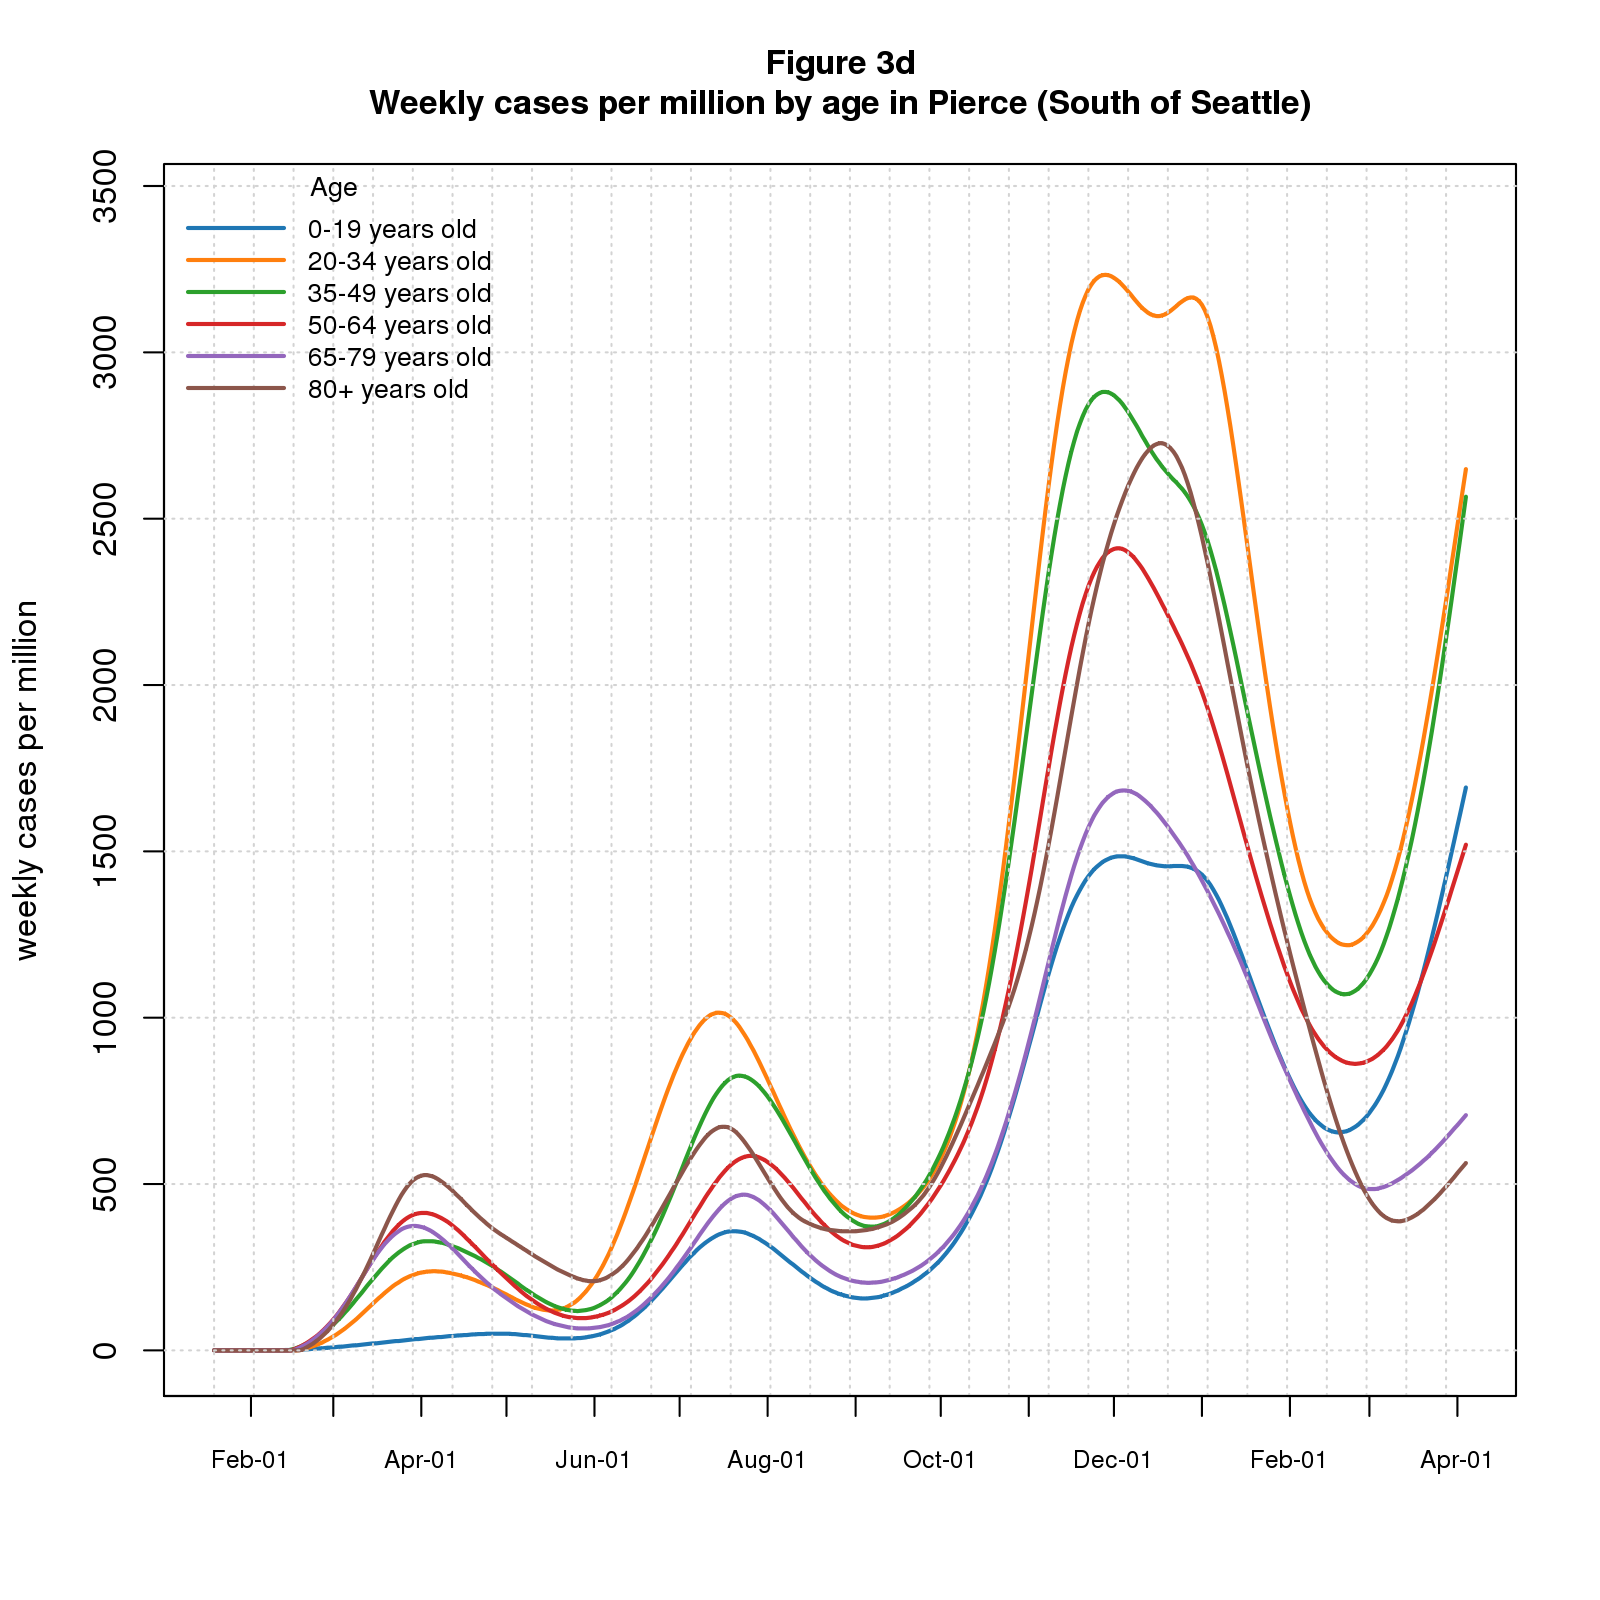 Figure 3d
Weekly cases per million by age in Pierce (South of Seattle)
weekly cases per million
3500
3000
2500
2000
1500
1000
500
0
Age
0-19 years old
20-34 years old
35-49 years old
50-64 years old
65-79 years old
80+ years old
Feb-01 Apr-01 Jun-01 Aug-01 Oct-01 Dec-01 Feb-01 Apr-01